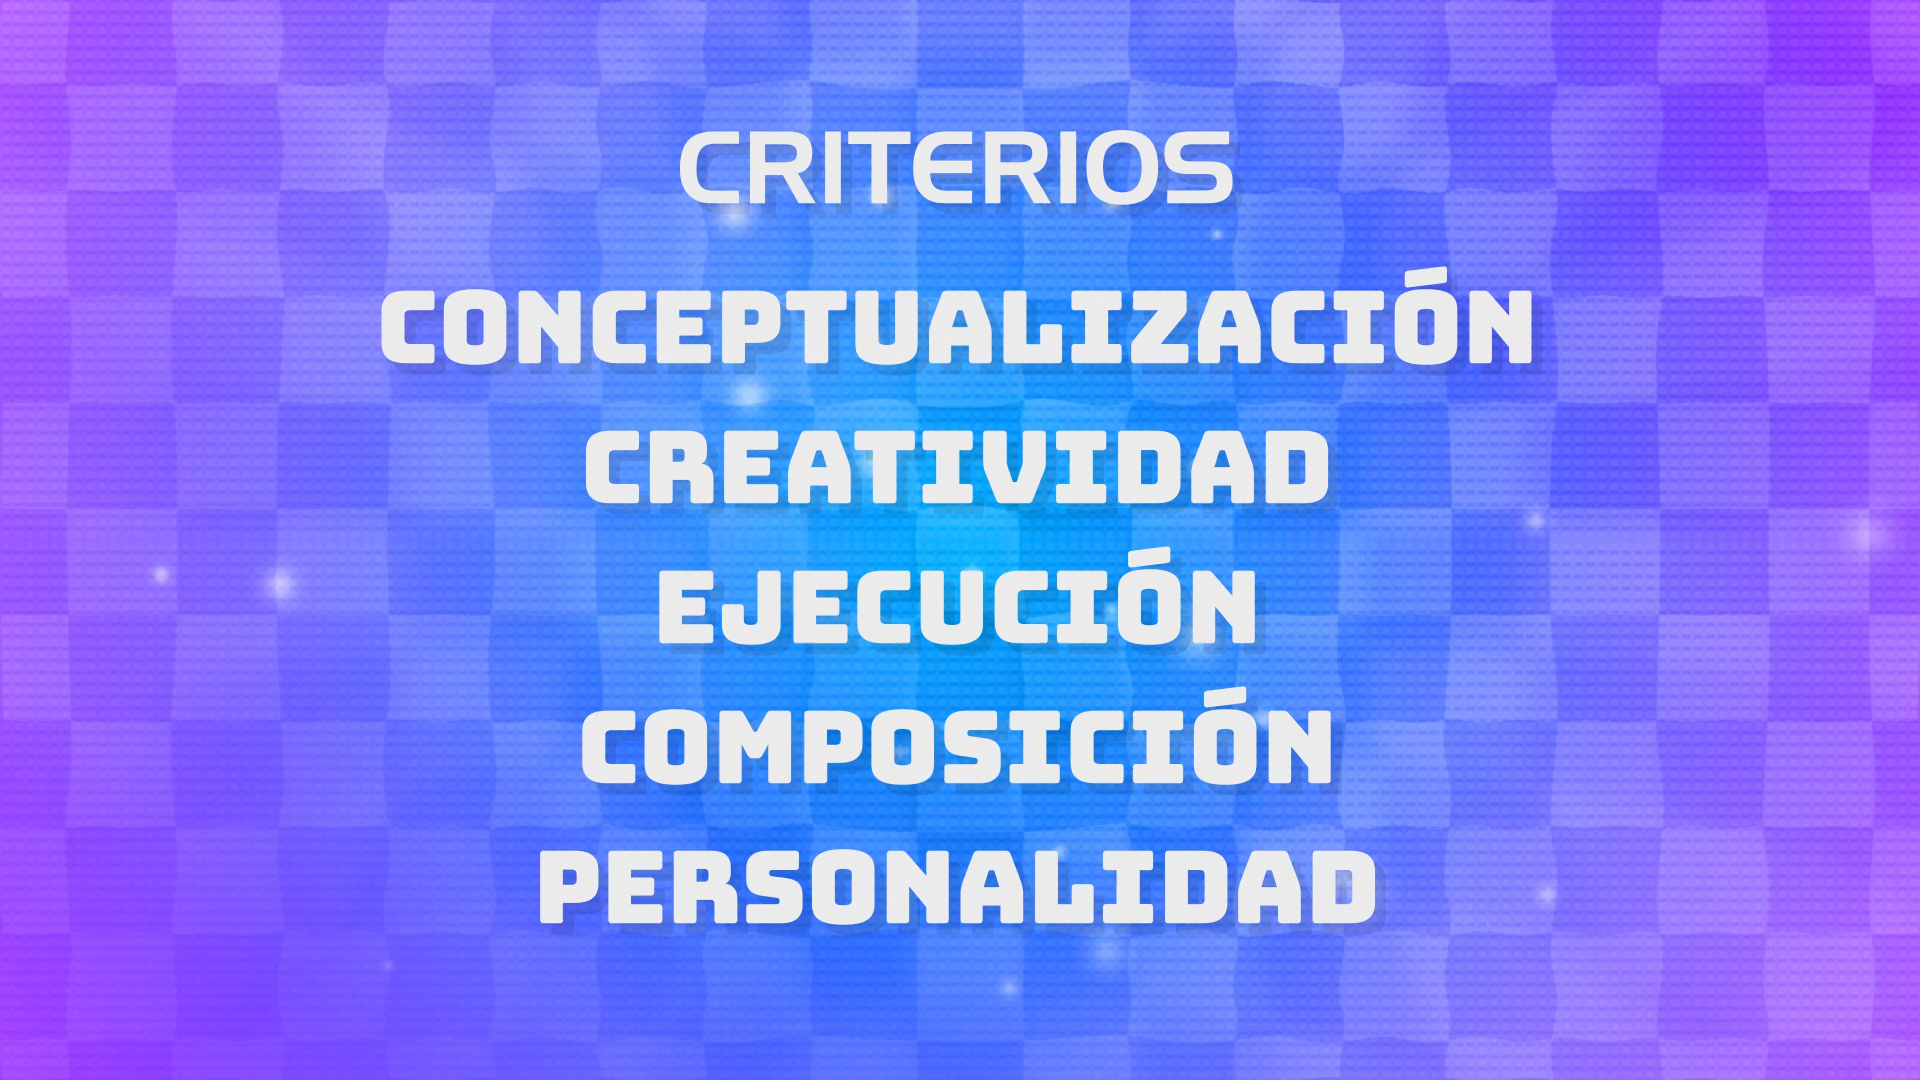 CRITERIOS
CONCEPTUALIZACIÓN
CREATIVIDAD
EJECUCIÓN
COMPOSICIÓN
PERSONALIDAD